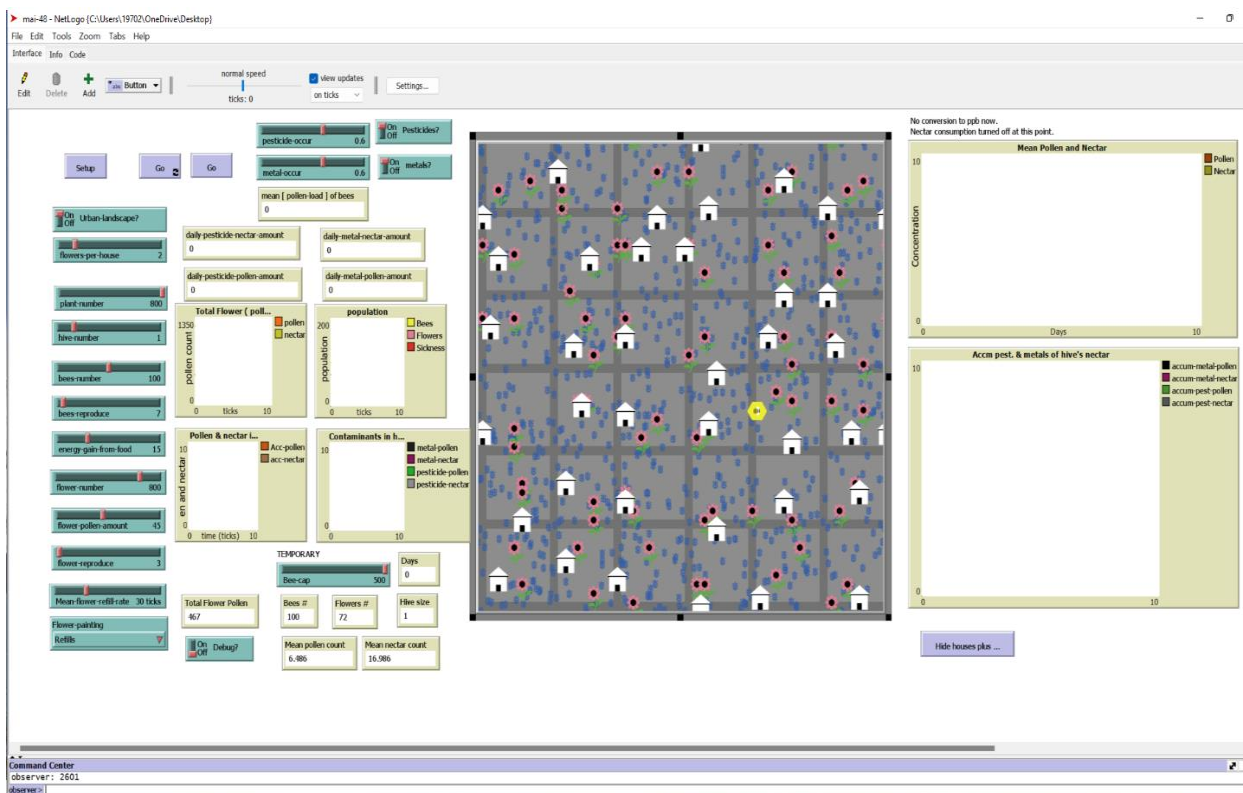 mai-48 - NetLogo {C:\Users\19702\OneDrive\Desktop}
File Edit Tools Zoom Tabs Help
Interface Info Code
Edit Delete Add abc Button normal speed ticks: 0 view updates on ticks Settings...
pesticide-occur 0.6 On Off Pesticides?
metal-occur 0.6 On Off metals?
Setup Go Go
mean [ pollen-load ] of bees
0
On Off Urban-landscape?
flowers-per-house 2
daily-pesticide-nectar-amount
0
daily-metal-nectar-amount
0
daily-pesticide-pollen-amount
0
daily-metal-pollen-amount
0
plant-number 800
hive-number 1
bees-number 100
bees-reproduce 7
energy-gain-from-food 15
flower-number 800
flower-pollen-amount 45
flower-reproduce 3
Mean-flower-refill-rate 30 ticks
Flower-painting
Refills
Total Flower ( poll...
pollen count
1350
0
0 ticks 10
pollen
nectar
population
population
200
0
0 ticks 10
Bees
Flowers
Sickness
Pollen & nectar i...
en and nectar
10
0
0 time (ticks) 10
Acc-pollen
acc-nectar
Contaminants in h...
10
0
0 10
metal-pollen
metal-nectar
pesticide-pollen
pesticide-nectar
TEMPORARY
Bee-cap 500
Days
0
Total Flower Pollen
467
Bees #
100
Flowers #
72
Hive size
1
On Off Debug?
Mean pollen count
6.486
Mean nectar count
16.986
No conversion to ppb now.
Nectar consumption turned off at this point.
Mean Pollen and Nectar
Concentration
10
0
0 Days 10
Pollen
Nectar
Accm pest. & metals of hive's nectar
10
0
0 10
accum-metal-pollen
accum-metal-nectar
accum-pest-pollen
accum-pest-nectar
Hide houses plus ...
Command Center
observer: 2601
observer>